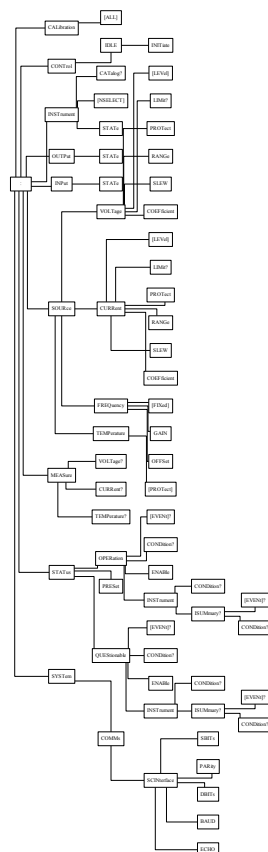 [ALL]
CALibration
IDLE
INITiate
CONTrol
CATalog?
[LEVel]
[NSELECT]
LIMit?
INSTrument
STATe
PROTect
OUTPut
STATe
RANGe
:
INPut
STATe
SLEW
VOLTage
COEFficient
[LEVel]
LIMit?
PROTect
SOURce
CURRent
RANGe
SLEW
COEFficient
FREQuency
[FIXed]
TEMPerature
GAIN
VOLTage?
OFFSet
MEASure
CURRent?
[PROTect]
TEMPerature?
[EVENt]?
CONDition?
OPERation
STATus
ENABle
PRESet
CONDition?
INSTrument
[EVENt]?
ISUMmary?
[EVENt]?
CONDition?
QUEStionable
CONDition?
ENABle
CONDition?
SYSTem
[EVENt]?
INSTrument
ISUMmary?
CONDition?
COMMs
SBITs
PARity
SCINterface
DBITs
BAUD
ECHO